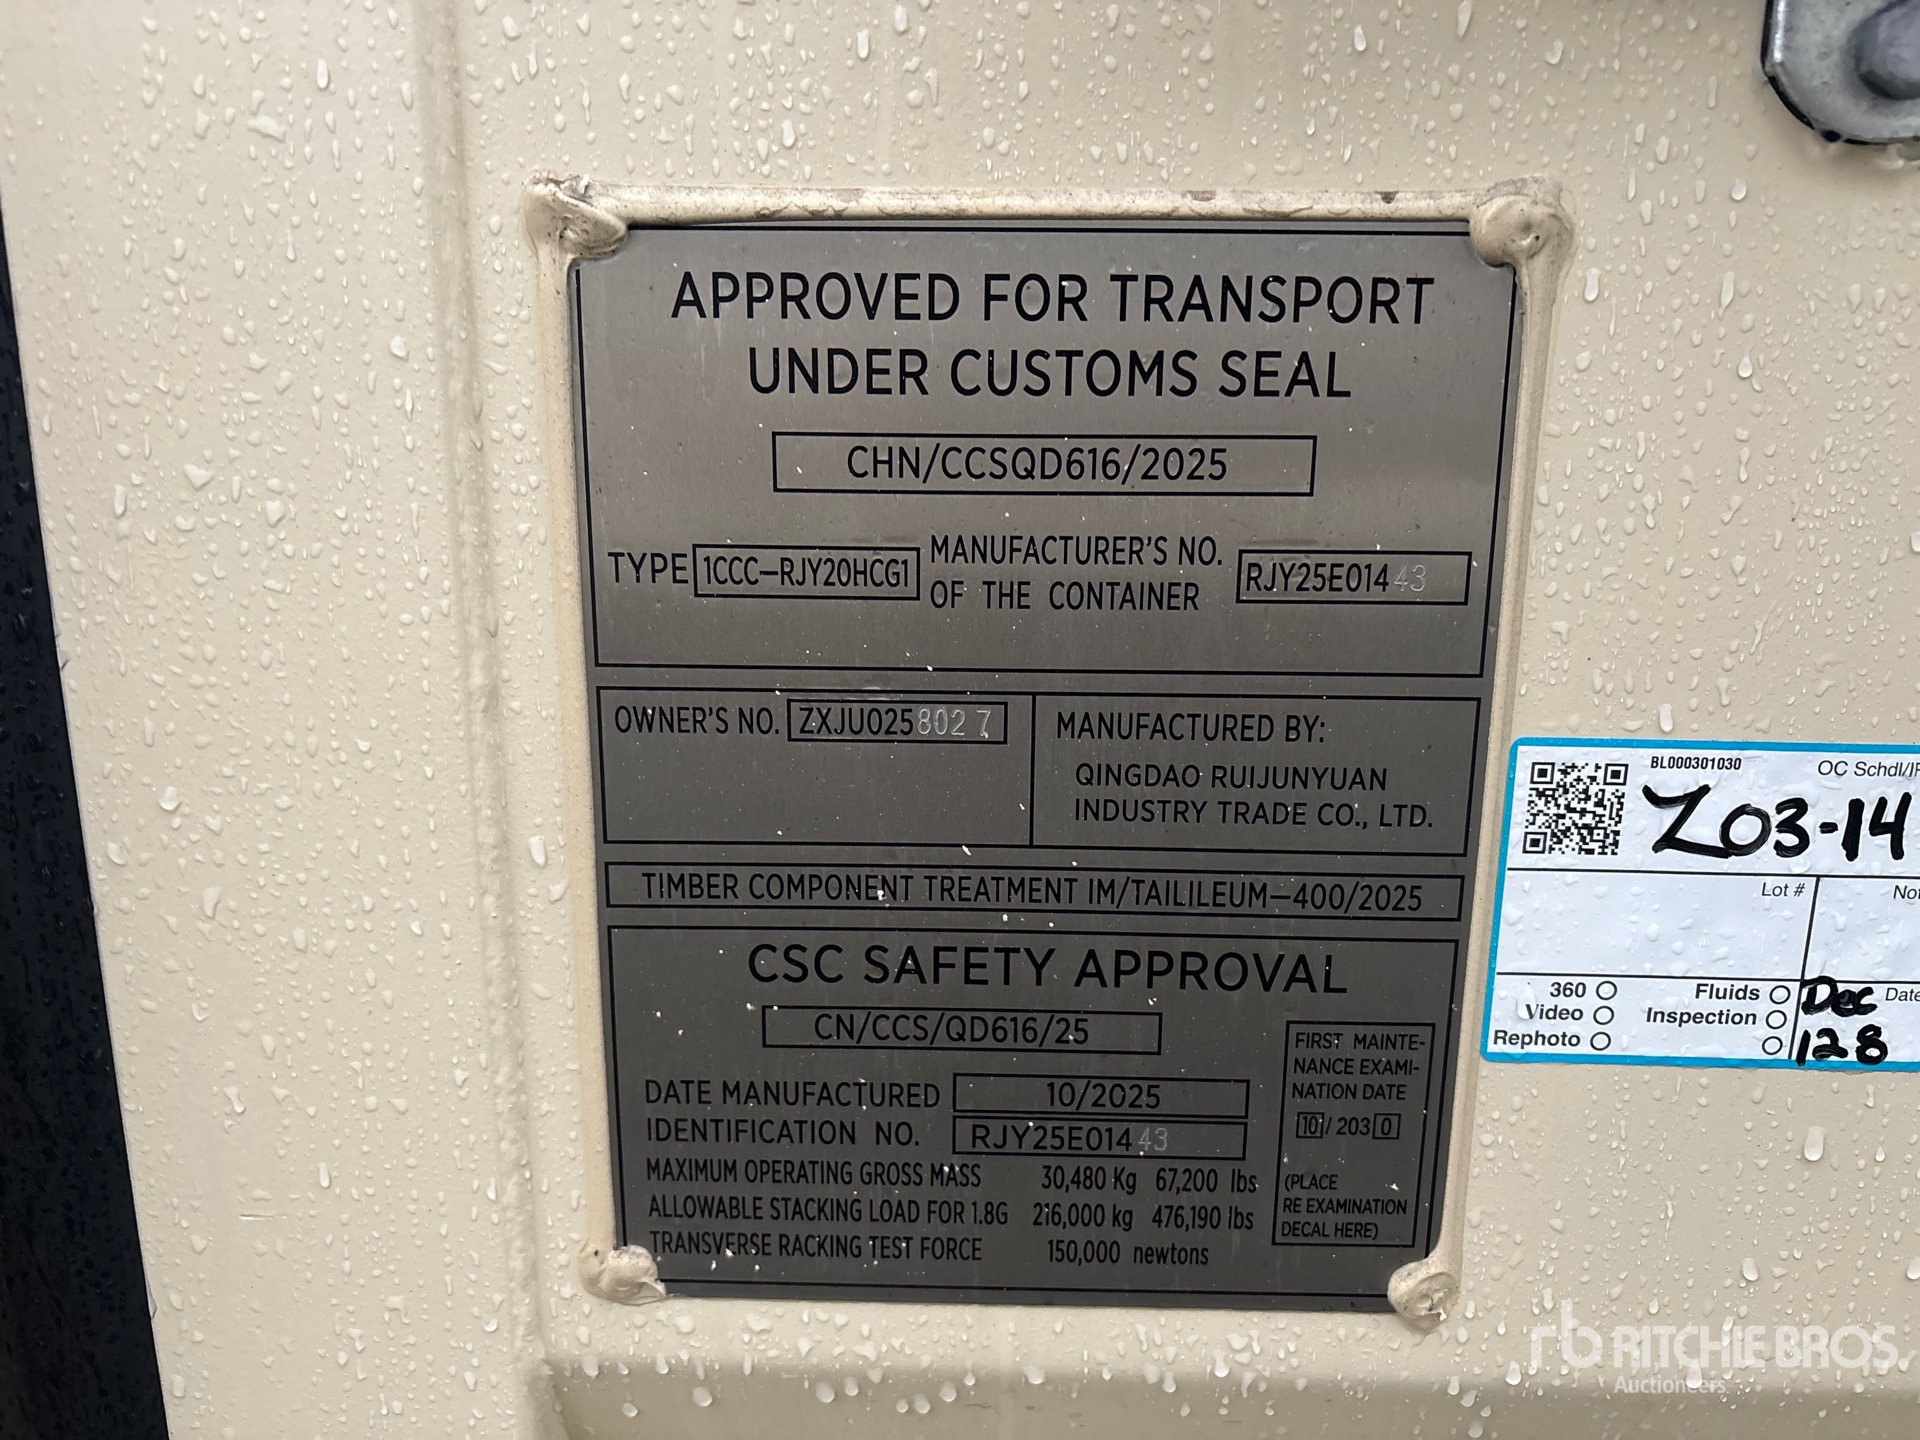 APPROVED FOR TRANSPORT
UNDER CUSTOMS SEAL
CHN/CCSQD616/2025
TYPE 1CCC-RJY20HCG1 MANUFACTURER'S NO. OF THE CONTAINER RJY25E01443
OWNER'S NO. ZXJU025802 7
MANUFACTURED BY:
QINGDAO RUIJUNYUAN
INDUSTRY TRADE CO., LTD.
TIMBER COMPONENT TREATMENT IM/TAILILEUM-400/2025
CSC SAFETY APPROVAL
CN/CCS/QD616/25
DATE MANUFACTURED 10/2025
IDENTIFICATION NO. RJY25E01443
MAXIMUM OPERATING GROSS MASS 30,480 Kg 67,200 lbs
ALLOWABLE STACKING LOAD FOR 1.8G 216,000 kg 476,190 lbs
TRANSVERSE RACKING TEST FORCE 150,000 newtons
FIRST MAINTE-
NANCE EXAMI-
NATION DATE
10/2030
(PLACE
RE EXAMINATION
DECAL HERE)
BL000301030
OC Schdl/
Z03-14
Lot #
360
Video
Rephoto
Fluids
Inspection
Dec
Date
128
rb RITCHIE BROS.
Auctioneers